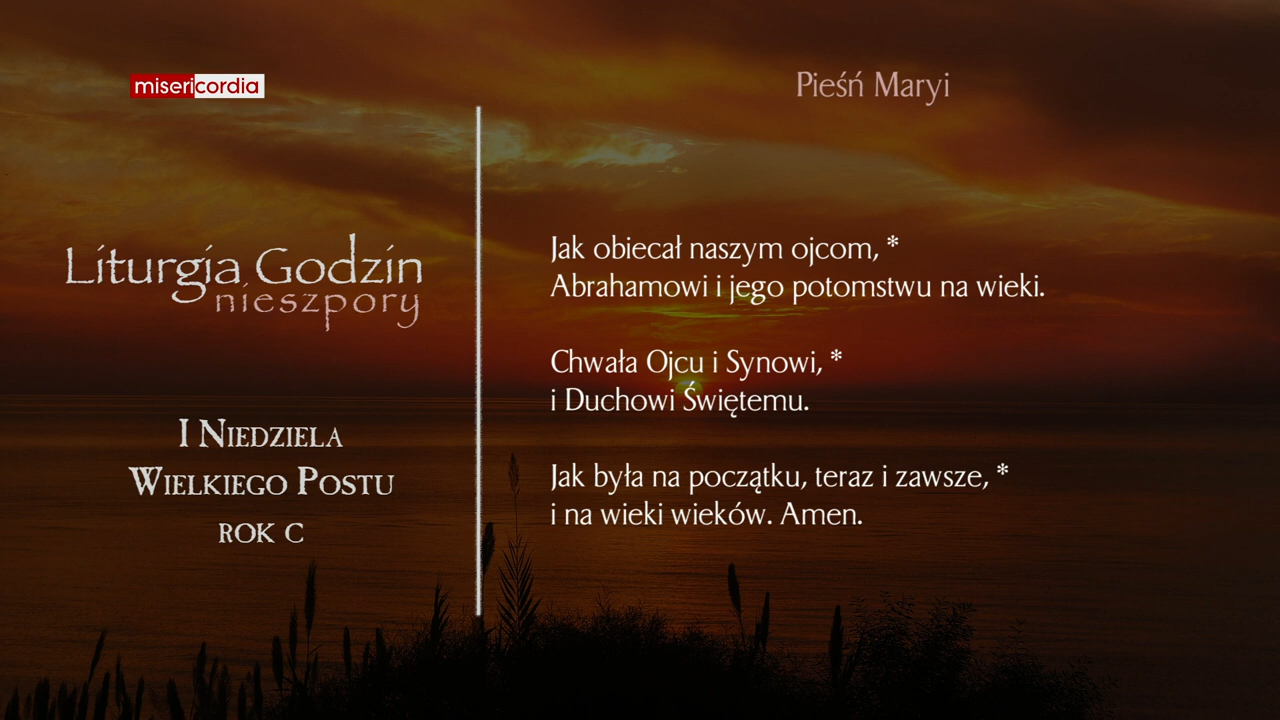 misericordia
Liturgia Godzin
nieszpory
I Niedziela
Wielkiego Postu
rok C
Pieśń Maryi
Jak obiecał naszym ojcom, *
Abrahamowi i jego potomstwu na wieki.
Chwała Ojcu i Synowi, *
i Duchowi Świętemu.
Jak była na początku, teraz i zawsze, *
i na wieki wieków. Amen.